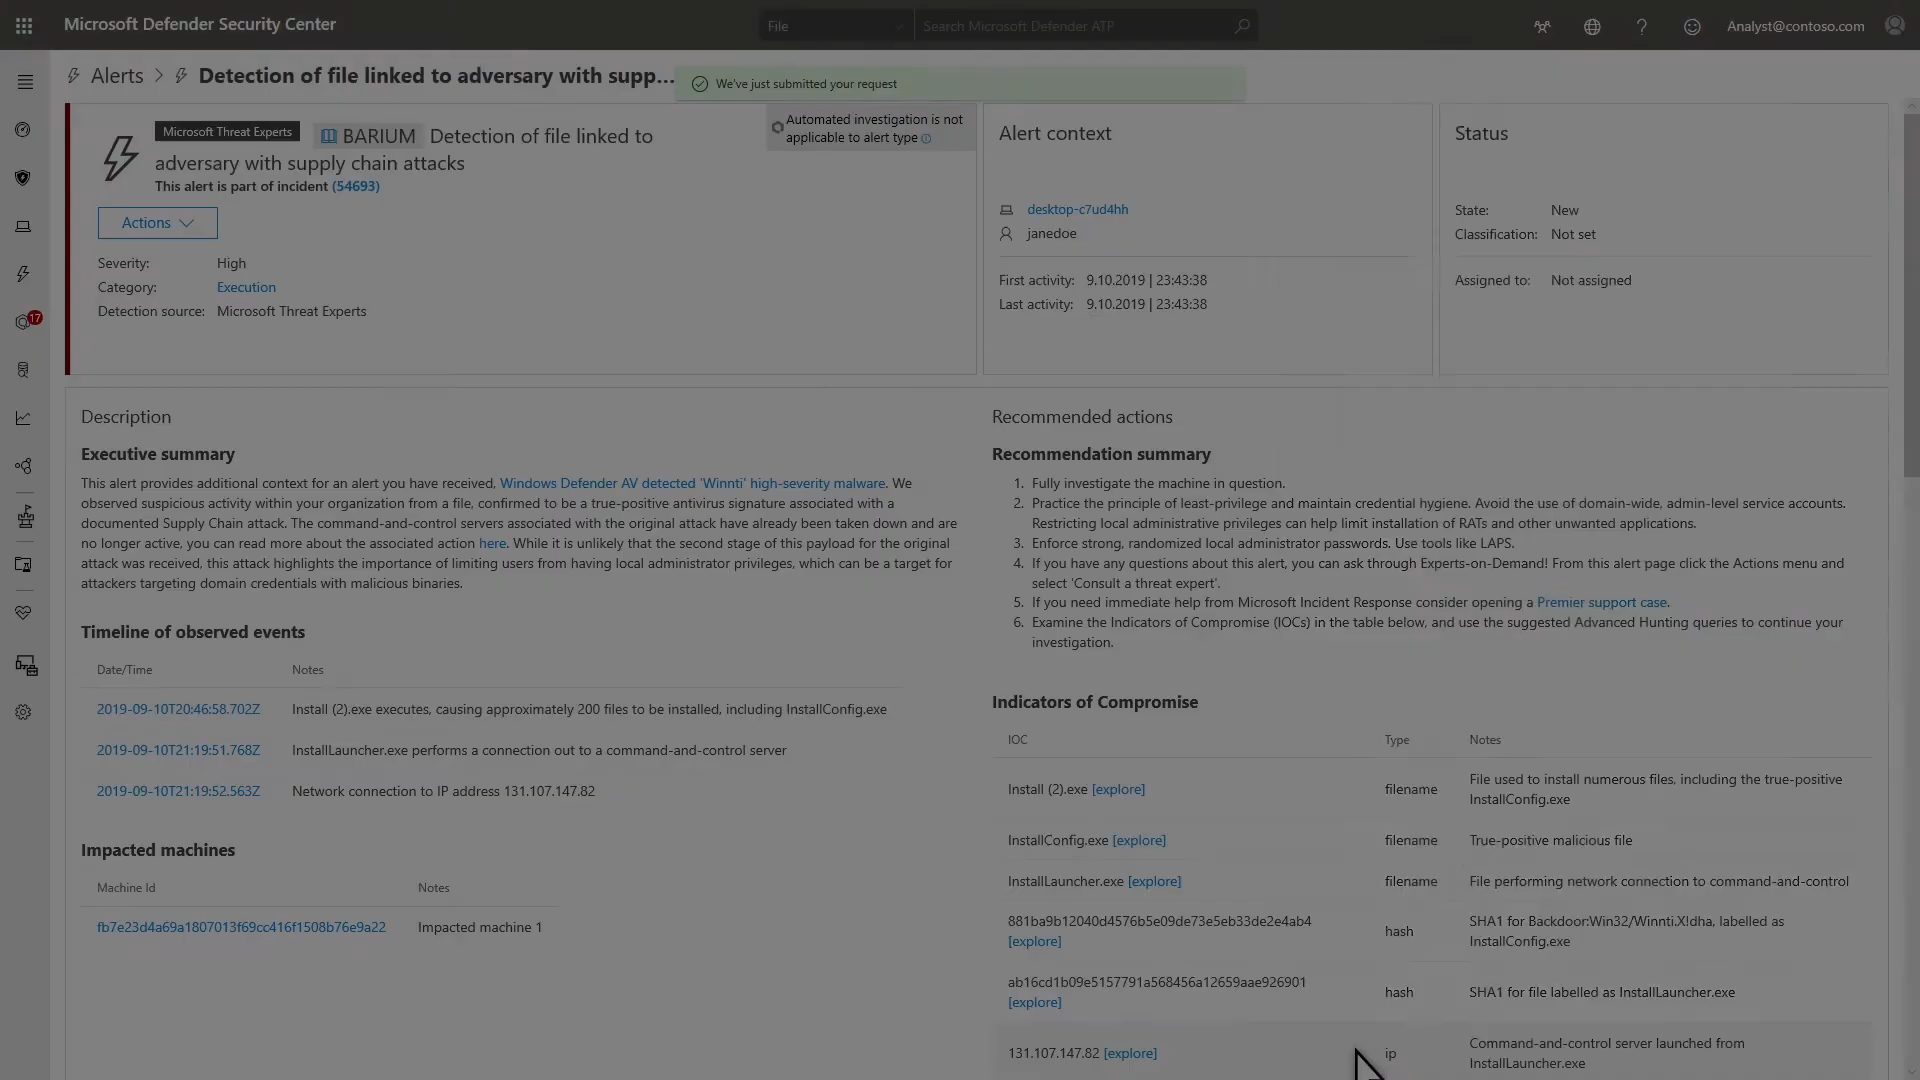 Microsoft Defender Security Center
File
Search Microsoft Defender ATP
Analyst@contoso.com
Alerts > Detection of file linked to adversary with supp...
We've just submitted your request
Microsoft Threat Experts
BARIUM Detection of file linked to
adversary with supply chain attacks
This alert is part of incident (54693)
Automated investigation is not
applicable to alert type
Actions
Severity: High
Category: Execution
Detection source: Microsoft Threat Experts
Alert context
desktop-c7ud4hh
janedoe
First activity: 9.10.2019 | 23:43:38
Last activity: 9.10.2019 | 23:43:38
Status
State: New
Classification: Not set
Assigned to: Not assigned
17
Description
Executive summary
This alert provides additional context for an alert you have received, Windows Defender AV detected 'Winnti' high-severity malware. We
observed suspicious activity within your organization from a file, confirmed to be a true-positive antivirus signature associated with a
documented Supply Chain attack. The command-and-control servers associated with the original attack have already been taken down and are
no longer active, you can read more about the associated action here. While it is unlikely that the second stage of this payload for the original
attack was received, this attack highlights the importance of limiting users from having local administrator privileges, which can be a target for
attackers targeting domain credentials with malicious binaries.
Timeline of observed events
Date/Time Notes
2019-09-10T20:46:58.702Z Install (2).exe executes, causing approximately 200 files to be installed, including InstallConfig.exe
2019-09-10T21:19:51.768Z InstallLauncher.exe performs a connection out to a command-and-control server
2019-09-10T21:19:52.563Z Network connection to IP address 131.107.147.82
Impacted machines
Machine Id Notes
fb7e23d4a69a1807013f69cc416f1508b76e9a22 Impacted machine 1
Recommended actions
Recommendation summary
1. Fully investigate the machine in question.
2. Practice the principle of least-privilege and maintain credential hygiene. Avoid the use of domain-wide, admin-level service accounts.
Restricting local administrative privileges can help limit installation of RATs and other unwanted applications.
3. Enforce strong, randomized local administrator passwords. Use tools like LAPS.
4. If you have any questions about this alert, you can ask through Experts-on-Demand! From this alert page click the Actions menu and
select 'Consult a threat expert'.
5. If you need immediate help from Microsoft Incident Response consider opening a Premier support case.
6. Examine the Indicators of Compromise (IOCs) in the table below, and use the suggested Advanced Hunting queries to continue your
investigation.
Indicators of Compromise
IOC Type Notes
Install (2).exe [explore] filename File used to install numerous files, including the true-positive
InstallConfig.exe
InstallConfig.exe [explore] filename True-positive malicious file
InstallLauncher.exe [explore] filename File performing network connection to command-and-control
881ba9b12040d4576b5e09de73e5eb33de2e4ab4
[explore] hash SHA1 for Backdoor:Win32/Winnti.X!dha, labelled as
InstallConfig.exe
ab16cd1b09e5157791a568456a12659aae926901
[explore] hash SHA1 for file labelled as InstallLauncher.exe
131.107.147.82 [explore] ip Command-and-control server launched from
InstallLauncher.exe